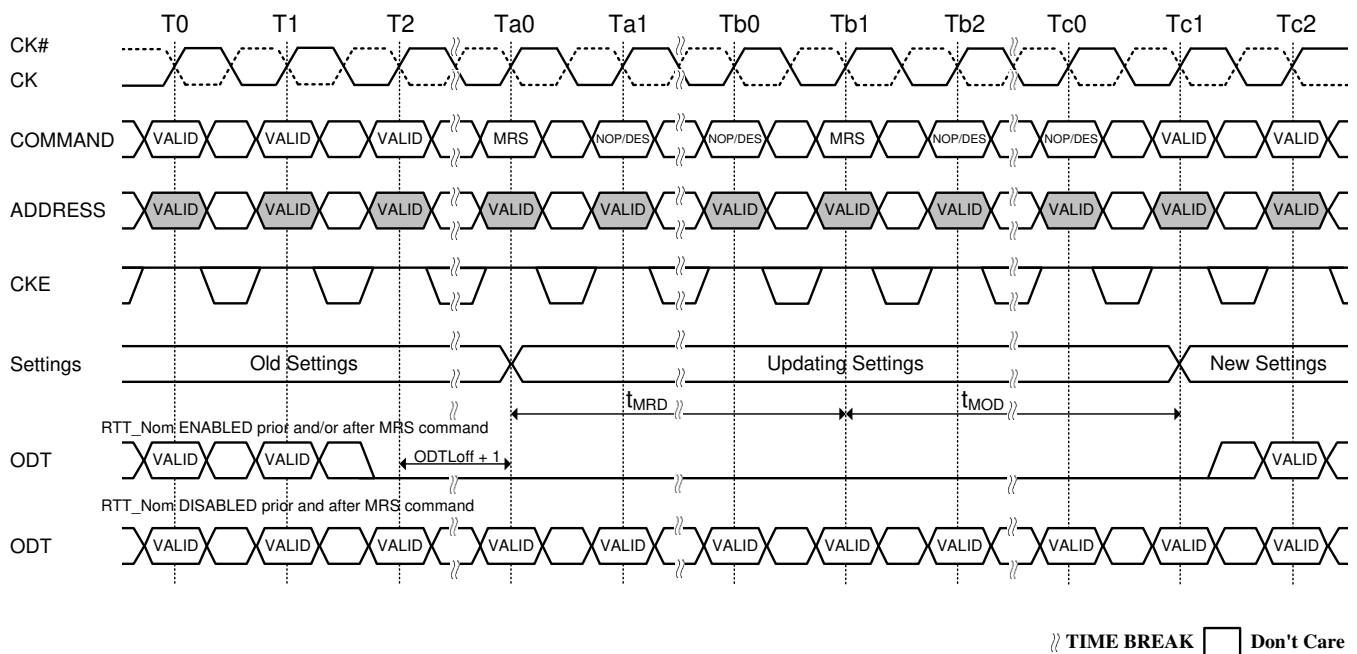 T0 T1 T2 Ta0 Ta1 Tb0 Tb1 Tb2 Tc0 Tc1 Tc2
CK#
CK
COMMAND VALID VALID VALID MRS NOP/DES NOP/DES MRS NOP/DES NOP/DES VALID VALID
ADDRESS VALID VALID VALID VALID VALID VALID VALID VALID VALID VALID VALID
CKE
Settings Old Settings Updating Settings New Settings
tMRD tMOD
RTT_Nom ENABLED prior and/or after MRS command
ODT VALID VALID ODTLoff + 1 VALID
RTT_Nom DISABLED prior and after MRS command
ODT VALID VALID VALID VALID VALID VALID VALID VALID VALID VALID VALID
TIME BREAK Don't Care